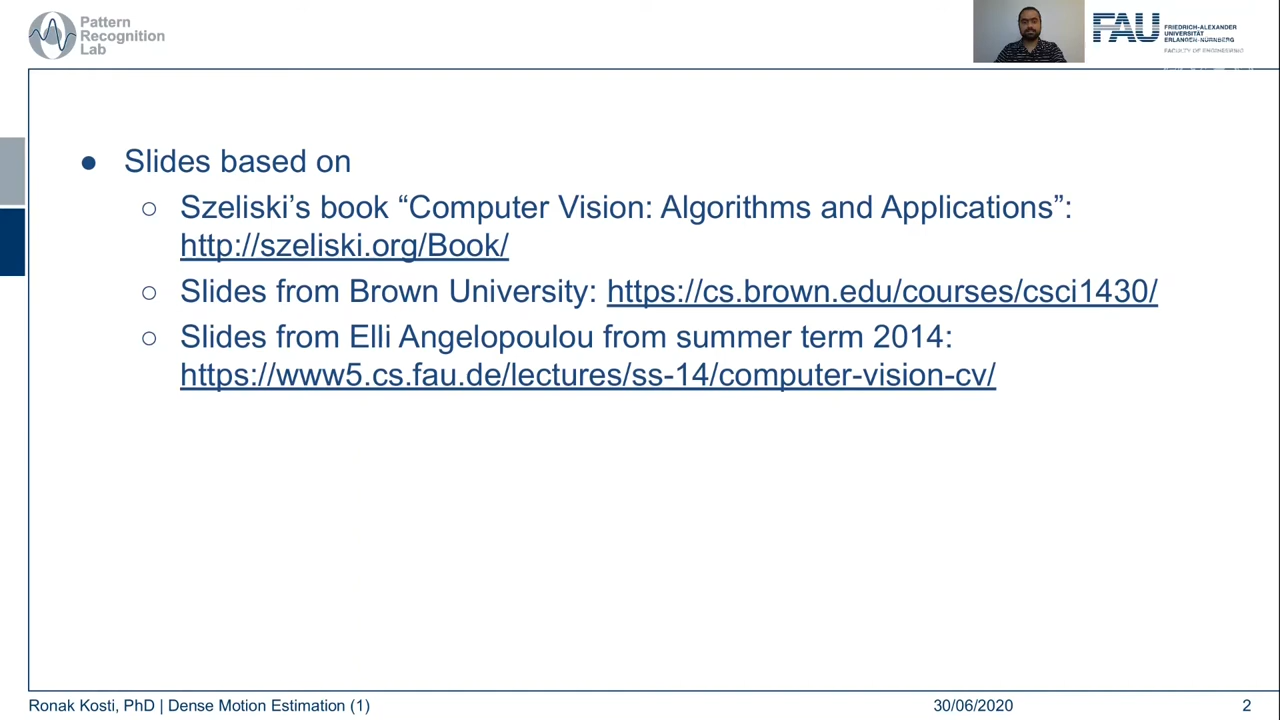 Pattern
Recognition
Lab
FAU
FRIEDRICH-ALEXANDER
UNIVERSITÄT
ERLANGEN-NÜRNBERG
FACULTY OF ENGINEERING
● Slides based on
○ Szeliski’s book “Computer Vision: Algorithms and Applications”:
http://szeliski.org/Book/
○ Slides from Brown University: https://cs.brown.edu/courses/csci1430/
○ Slides from Elli Angelopoulou from summer term 2014:
https://www5.cs.fau.de/lectures/ss-14/computer-vision-cv/
Ronak Kosti, PhD | Dense Motion Estimation (1) 30/06/2020 2